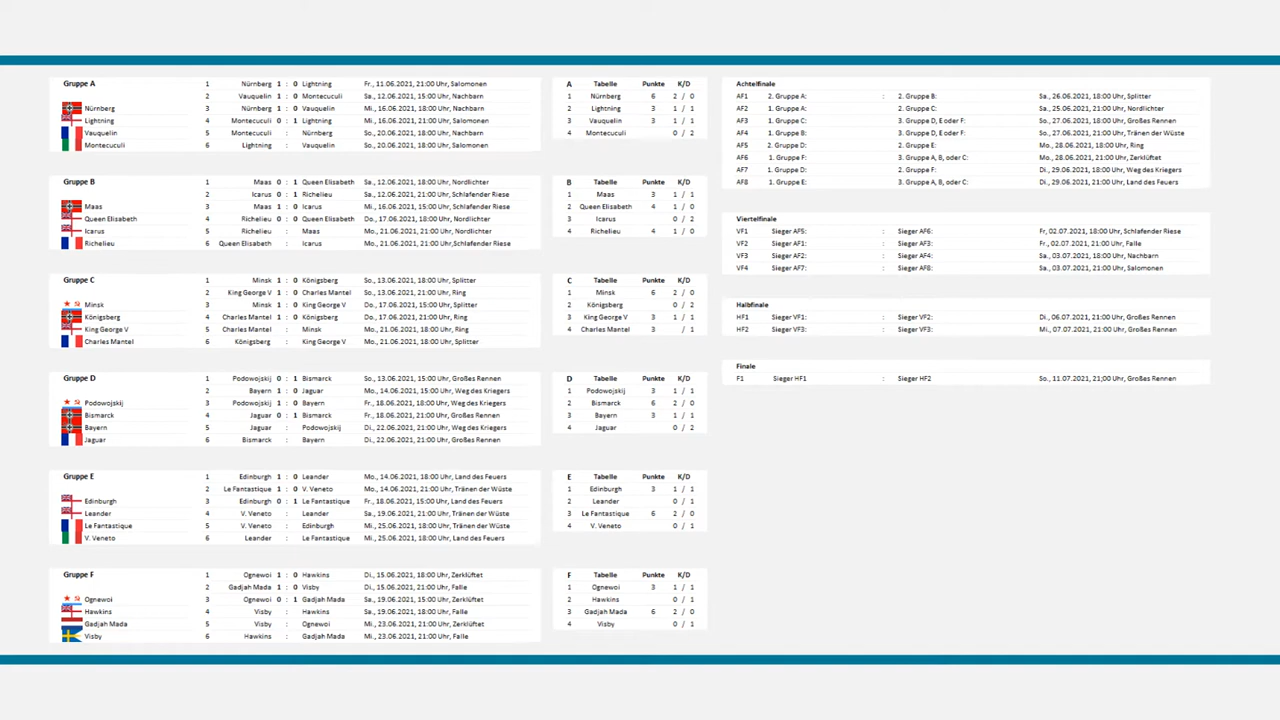 Gruppe A
1 Nürnberg 1 : 0 Lightning Fr., 11.06.2021, 21:00 Uhr, Salomonen
2 Vauquelin 1 : 0 Montecuculi Sa., 12.06.2021, 15:00 Uhr, Nachbarn
Nürnberg 3 Nürnberg 1 : 0 Vauquelin Mi., 16.06.2021, 18:00 Uhr, Nachbarn
Lightning 4 Montecuculi 0 : 1 Lightning Mi., 16.06.2021, 21:00 Uhr, Salomonen
Vauquelin 5 Montecuculi : Nürnberg So., 20.06.2021, 18:00 Uhr, Nachbarn
Montecuculi 6 Lightning : Vauquelin So., 20.06.2021, 18:00 Uhr, Salomonen
A Tabelle Punkte K/D
1 Nürnberg 6 2 / 0
2 Lightning 3 1 / 1
3 Vauquelin 3 1 / 1
4 Montecuculi 0 / 2
Gruppe B
1 Maas 0 : 1 Queen Elisabeth Sa., 12.06.2021, 18:00 Uhr, Nordlichter
2 Icarus 0 : 1 Richelieu Sa., 12.06.2021, 21:00 Uhr, Schlafender Riese
Maas 3 Maas 1 : 0 Icarus Mi., 16.06.2021, 15:00 Uhr, Schlafender Riese
Queen Elisabeth 4 Richelieu 0 : 0 Queen Elisabeth Do., 17.06.2021, 18:00 Uhr, Nordlichter
Icarus 5 Richelieu : Maas Mo., 21.06.2021, 21:00 Uhr, Nordlichter
Richelieu 6 Queen Elisabeth : Icarus Mo., 21.06.2021, 21:00 Uhr,Schlafender Riese
B Tabelle Punkte K/D
1 Maas 3 1 / 1
2 Queen Elisabeth 4 1 / 0
3 Icarus 0 / 2
4 Richelieu 4 1 / 0
Gruppe C
1 Minsk 1 : 0 Königsberg So., 13.06.2021, 18:00 Uhr, Splitter
2 King George V 1 : 0 Charles Mantel So., 13.06.2021, 21:00 Uhr, Ring
Minsk 3 Minsk 1 : 0 King George V Do., 17.06.2021, 15:00 Uhr, Splitter
Königsberg 4 Charles Mantel 1 : 0 Königsberg Do., 17.06.2021, 21:00 Uhr, Ring
King George V 5 Charles Mantel : Minsk Mo., 21.06.2021, 18:00 Uhr, Ring
Charles Mantel 6 Königsberg : King George V Mo., 21.06.2021, 18:00 Uhr, Splitter
C Tabelle Punkte K/D
1 Minsk 6 2 / 0
2 Königsberg 0 / 2
3 King George V 3 1 / 1
4 Charles Mantel 3 / 1
Gruppe D
1 Podowojskij 0 : 1 Bismarck So., 13.06.2021, 15:00 Uhr, Großes Rennen
2 Bayern 1 : 0 Jaguar Mo., 14.06.2021, 15:00 Uhr, Weg des Kriegers
Podowojskij 3 Podowojskij 1 : 0 Bayern Fr., 18.06.2021, 18:00 Uhr, Weg des Kriegers
Bismarck 4 Jaguar 0 : 1 Bismarck Fr., 18.06.2021, 21:00 Uhr, Großes Rennen
Bayern 5 Jaguar : Podowojskij Di., 22.06.2021, 21:00 Uhr, Weg des Kriegers
Jaguar 6 Bismarck : Bayern Di., 22.06.2021, 21:00 Uhr, Großes Rennen
D Tabelle Punkte K/D
1 Podowojskij 3 1 / 1
2 Bismarck 6 2 / 0
3 Bayern 3 1 / 1
4 Jaguar 0 / 2
Gruppe E
1 Edinburgh 1 : 0 Leander Mo., 14.06.2021, 18:00 Uhr, Land des Feuers
2 Le Fantastique 1 : 0 V. Veneto Mo., 14.06.2021, 21:00 Uhr, Tränen der Wüste
Edinburgh 3 Edinburgh 0 : 1 Le Fantastique Fr., 18.06.2021, 15:00 Uhr, Land des Feuers
Leander 4 V. Veneto : Leander Sa., 19.06.2021, 21:00 Uhr, Tränen der Wüste
Le Fantastique 5 V. Veneto : Edinburgh Mi., 25.06.2021, 18:00 Uhr, Tränen der Wüste
V. Veneto 6 Leander : Le Fantastique Mi., 25.06.2021, 18:00 Uhr, Land des Feuers
E Tabelle Punkte K/D
1 Edinburgh 3 1 / 1
2 Leander 0 / 1
3 Le Fantastique 6 2 / 0
4 V. Veneto 0 / 1
Gruppe F
1 Ognewoi 1 : 0 Hawkins Di., 15.06.2021, 18:00 Uhr, Zerklüftet
2 Gadjah Mada 1 : 0 Visby Di., 15.06.2021, 21:00 Uhr, Falle
Ognewoi 3 Ognewoi 0 : 1 Gadjah Mada Sa., 19.06.2021, 15:00 Uhr, Zerklüftet
Hawkins 4 Visby : Hawkins Sa., 19.06.2021, 18:00 Uhr, Falle
Gadjah Mada 5 Visby : Ognewoi Mi., 23.06.2021, 21:00 Uhr, Zerklüftet
Visby 6 Hawkins : Gadjah Mada Mi., 23.06.2021, 21:00 Uhr, Falle
F Tabelle Punkte K/D
1 Ognewoi 3 1 / 1
2 Hawkins 0 / 1
3 Gadjah Mada 6 2 / 0
4 Visby 0 / 1
Achtelfinale
AF1 2. Gruppe A: : 2. Gruppe B: Sa., 26.06.2021, 18:00 Uhr, Splitter
AF2 1. Gruppe A: 2. Gruppe C: Sa., 26.06.2021, 21:00 Uhr, Nordlichter
AF3 1. Gruppe C: : 3. Gruppe D, E oder F: So., 27.06.2021, 18:00 Uhr, Großes Rennen
AF4 1. Gruppe B: : 3. Gruppe D, E oder F: So., 27.06.2021, 21:00 Uhr, Tränen der Wüste
AF5 2. Gruppe D: : 2. Gruppe E: Mo., 28.06.2021, 18:00 Uhr, Ring
AF6 1. Gruppe F: : 3. Gruppe A, B, oder C: Mo., 28.06.2021, 21:00 Uhr, Zerklüftet
AF7 1. Gruppe D: : 2. Gruppe F: Di., 29.06.2021, 18:00 Uhr, Weg des Kriegers
AF8 1. Gruppe E: : 3. Gruppe A, B, oder C: Di., 29.06.2021, 21:00 Uhr, Land des Feuers
Viertelfinale
VF1 Sieger AF5: : Sieger AF6: Fr, 02.07.2021, 18:00 Uhr, Schlafender Riese
VF2 Sieger AF1: : Sieger AF3: Fr., 02.07.2021, 21:00 Uhr, Falle
VF3 Sieger AF2: : Sieger AF4: Sa., 03.07.2021, 18:00 Uhr, Nachbarn
VF4 Sieger AF7: : Sieger AF8: Sa., 03.07.2021, 21:00 Uhr, Salomonen
Halbfinale
HF1 Sieger VF1: : Sieger VF2: Di., 06.07.2021, 21:00 Uhr, Großes Rennen
HF2 Sieger VF3: : Sieger VF3: Mi., 07.07.2021, 21:00 Uhr, Großes Rennen
Finale
F1 Sieger HF1 : Sieger HF2 So., 11.07.2021, 21;00 Uhr, Großes Rennen